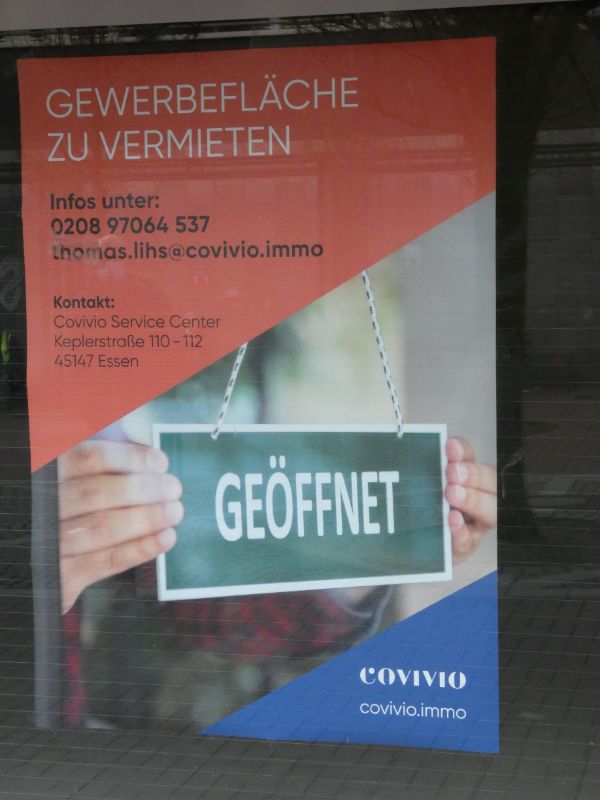 GEWERBEFLÄCHE
ZU VERMIETEN
Infos unter:
0208 97064 537
thomas.lihs@covivio.immo
Kontakt:
Covivio Service Center
Keplerstraße 110 - 112
45147 Essen
GEÖFFNET
COVIVIO
covivio.immo